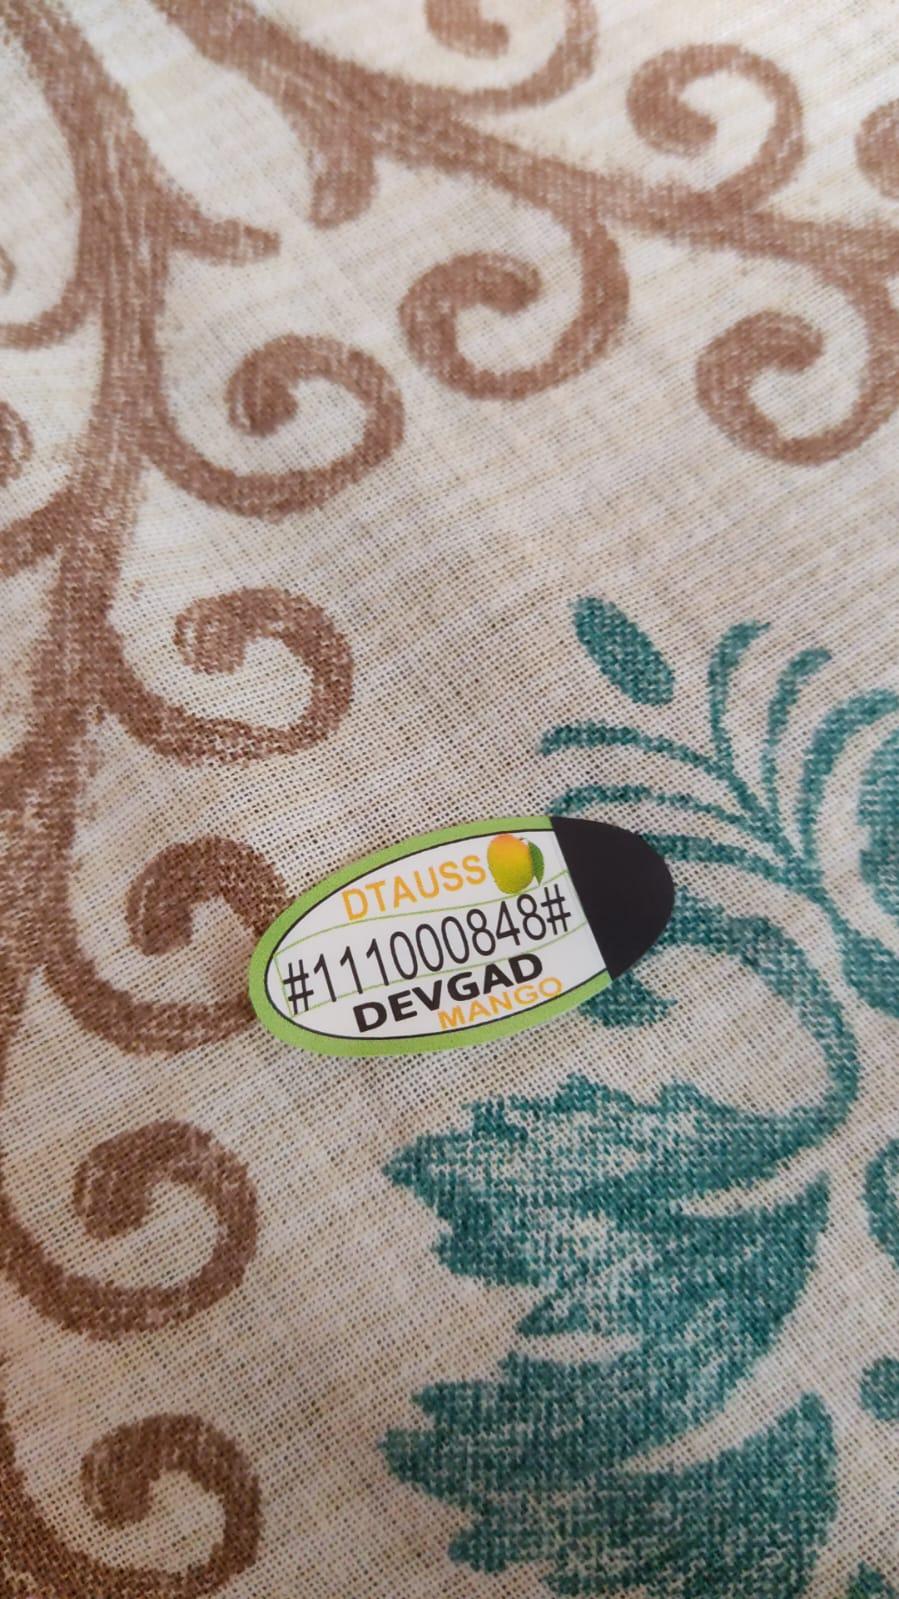 DTAUSS
#111000848#
DEVGAD
MANGO